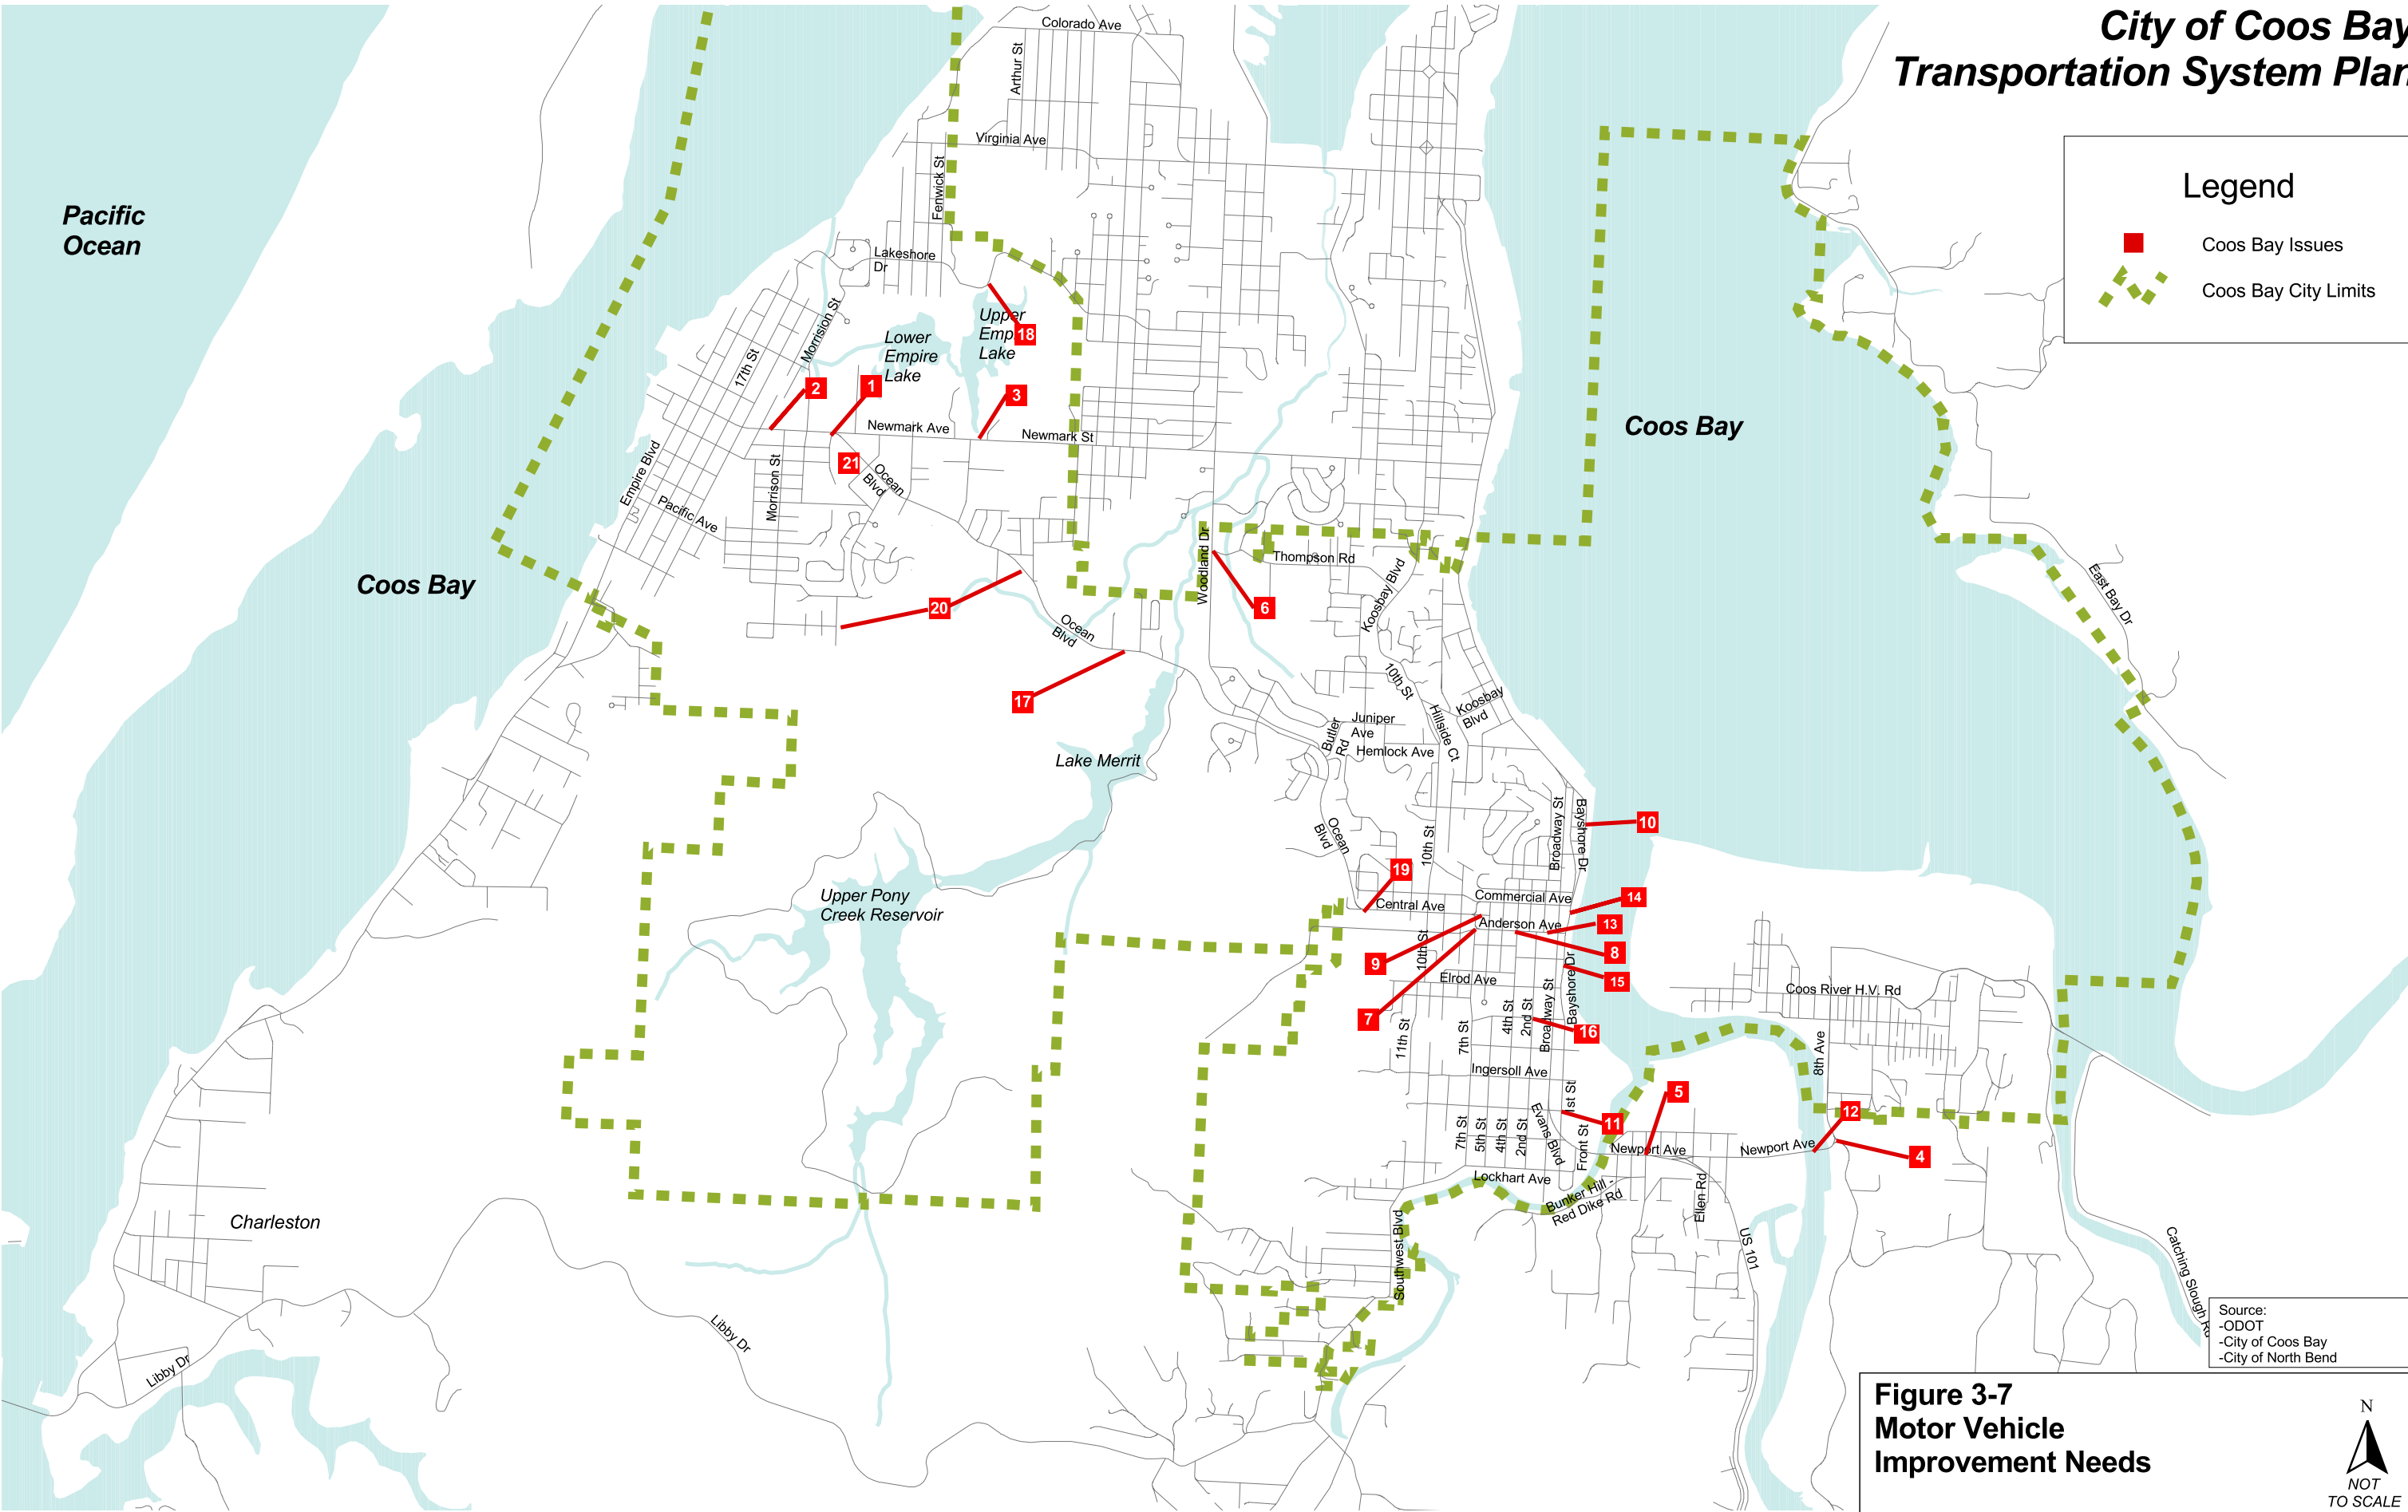 City of Coos Bay
Transportation System Plan
Legend
Coos Bay Issues
Coos Bay City Limits
Pacific
Ocean
Coos Bay
Coos Bay
Colorado Ave
Arthur St
Virginia Ave
Fenwick St
Lakeshore
Dr
Morrision St
17th St
Lower
Empire
Lake
Upper
Empire
Lake
18
2
1
3
Newmark Ave
Newmark St
21
Ocean
Blvd
Empire Blvd
Morrison St
Pacific Ave
20
17
Ocean
Blvd
Woodland Dr
6
Thompson Rd
Koosbay Blvd
10th St
Koosbay
Blvd
Hillside Ct
Juniper
Ave
Butler
Rd
Hemlock Ave
Lake Merrit
East Bay Dr
Upper Pony
Creek Reservoir
Ocean
Blvd
10th St
Broadway St
Bayshore Dr
10
19
Commercial Ave
14
Central Ave
Anderson Ave
13
8
9
10th St
15
Elrod Ave
Bayshore Dr
7
11th St
7th St
4th St
2nd St
Broadway St
16
Coos River H.V. Rd
8th Ave
Ingersoll Ave
1st St
5
11
12
4
7th St
5th St
4th St
2nd St
Evans Blvd
Front St
Newport Ave
Newport Ave
Lockhart Ave
Bunker Hill -
Red Dike Rd
Ellen Rd
US 101
Southwest Blvd
Catching Slough Rd
Charleston
Libby Dr
Libby Dr
Source:
-ODOT
-City of Coos Bay
-City of North Bend
Figure 3-7
Motor Vehicle
Improvement Needs
N
NOT
TO SCALE